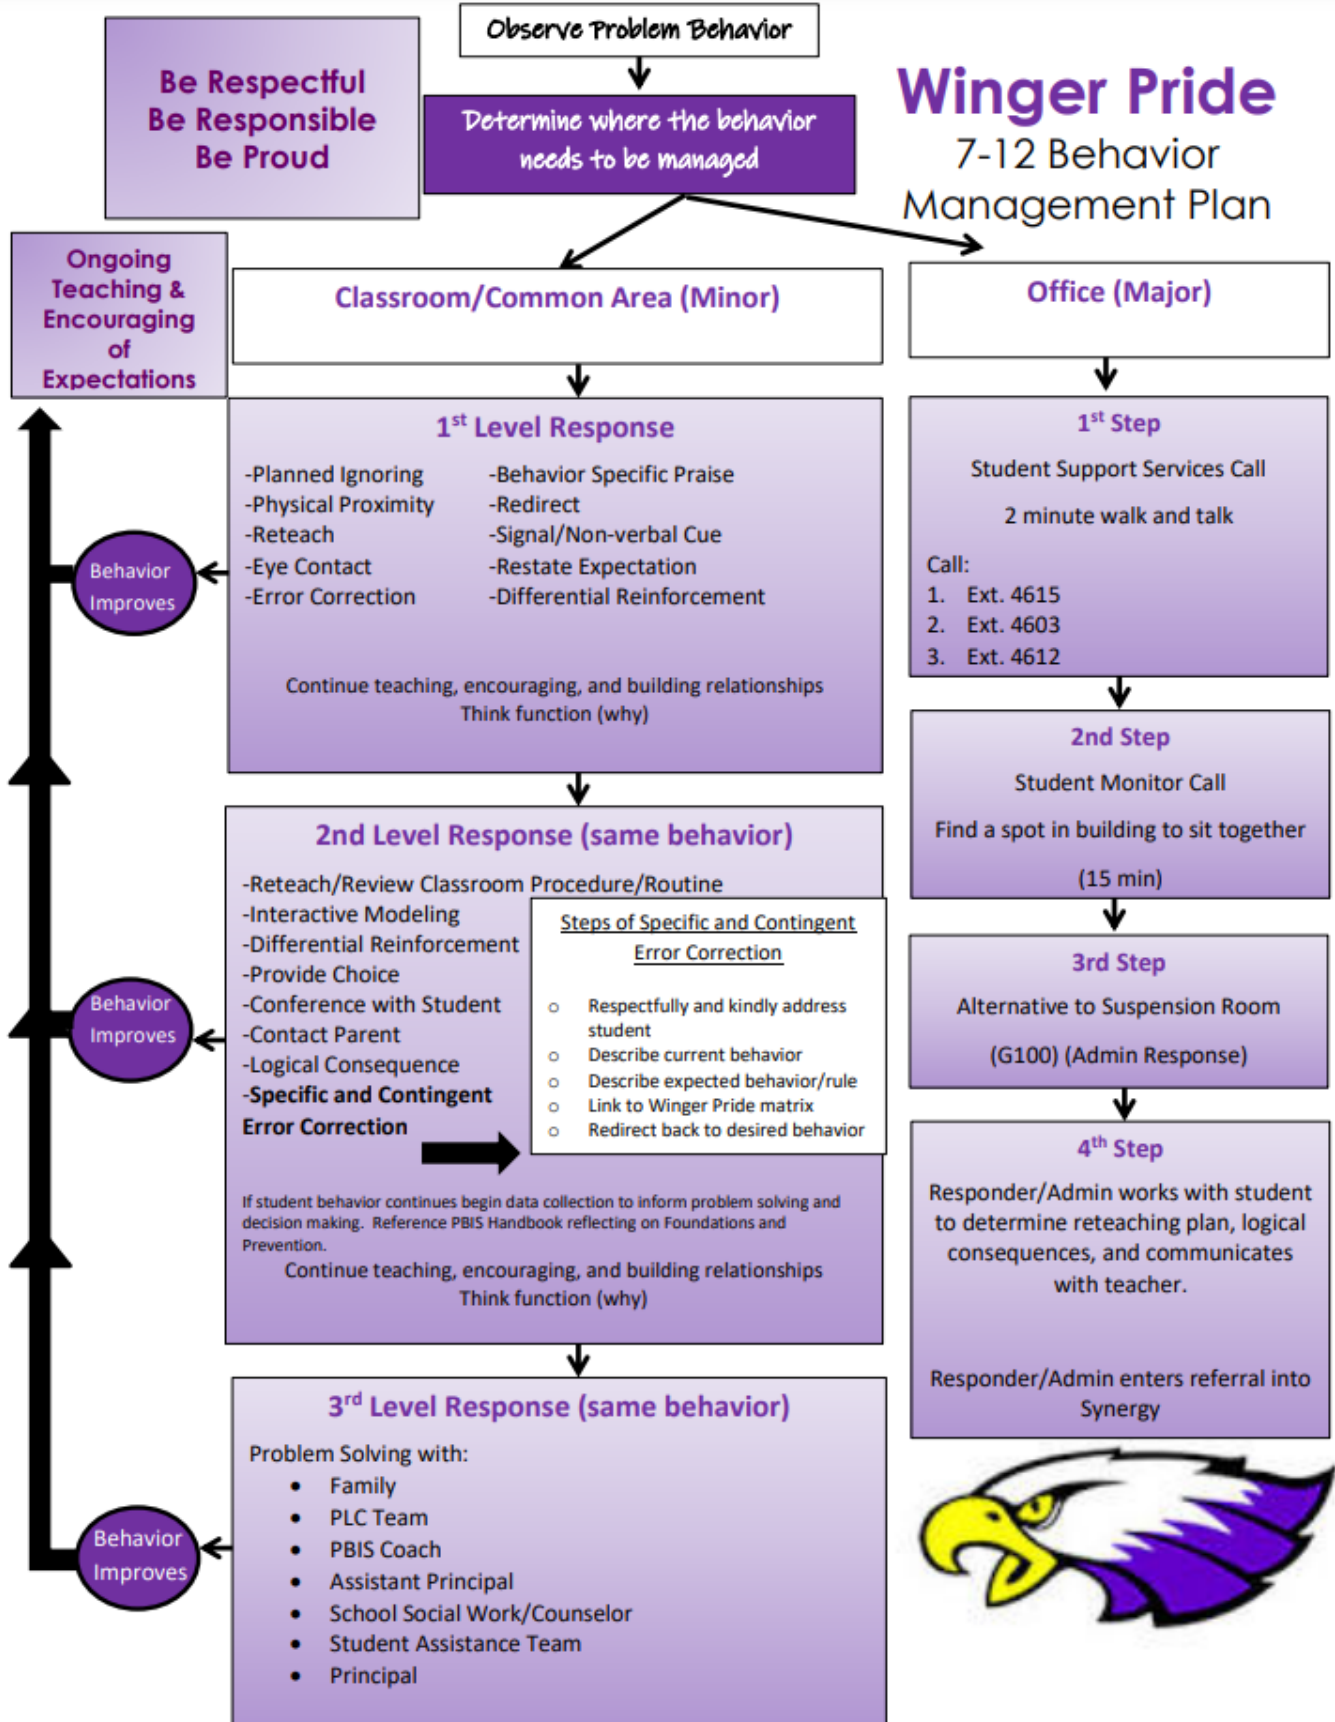 Observe Problem Behavior
Be Respectful
Be Responsible
Be Proud
Determine where the behavior
needs to be managed
Winger Pride
7-12 Behavior
Management Plan
Ongoing
Teaching &
Encouraging
of
Expectations
Classroom/Common Area (Minor)
Office (Major)
1st Level Response
-Planned Ignoring
-Physical Proximity
-Reteach
-Eye Contact
-Error Correction
-Behavior Specific Praise
-Redirect
-Signal/Non-verbal Cue
-Restate Expectation
-Differential Reinforcement
Continue teaching, encouraging, and building relationships
Think function (why)
Behavior
Improves
2nd Level Response (same behavior)
-Reteach/Review Classroom Procedure/Routine
-Interactive Modeling
-Differential Reinforcement
-Provide Choice
-Conference with Student
-Contact Parent
-Logical Consequence
-Specific and Contingent
Error Correction
Steps of Specific and Contingent
Error Correction
o Respectfully and kindly address
student
o Describe current behavior
o Describe expected behavior/rule
o Link to Winger Pride matrix
o Redirect back to desired behavior
If student behavior continues begin data collection to inform problem solving and
decision making. Reference PBIS Handbook reflecting on Foundations and
Prevention.
Continue teaching, encouraging, and building relationships
Think function (why)
Behavior
Improves
3rd Level Response (same behavior)
Problem Solving with:
• Family
• PLC Team
• PBIS Coach
• Assistant Principal
• School Social Work/Counselor
• Student Assistance Team
• Principal
Behavior
Improves
1st Step
Student Support Services Call
2 minute walk and talk
Call:
1. Ext. 4615
2. Ext. 4603
3. Ext. 4612
2nd Step
Student Monitor Call
Find a spot in building to sit together
(15 min)
3rd Step
Alternative to Suspension Room
(G100) (Admin Response)
4th Step
Responder/Admin works with student
to determine reteaching plan, logical
consequences, and communicates
with teacher.
Responder/Admin enters referral into
Synergy